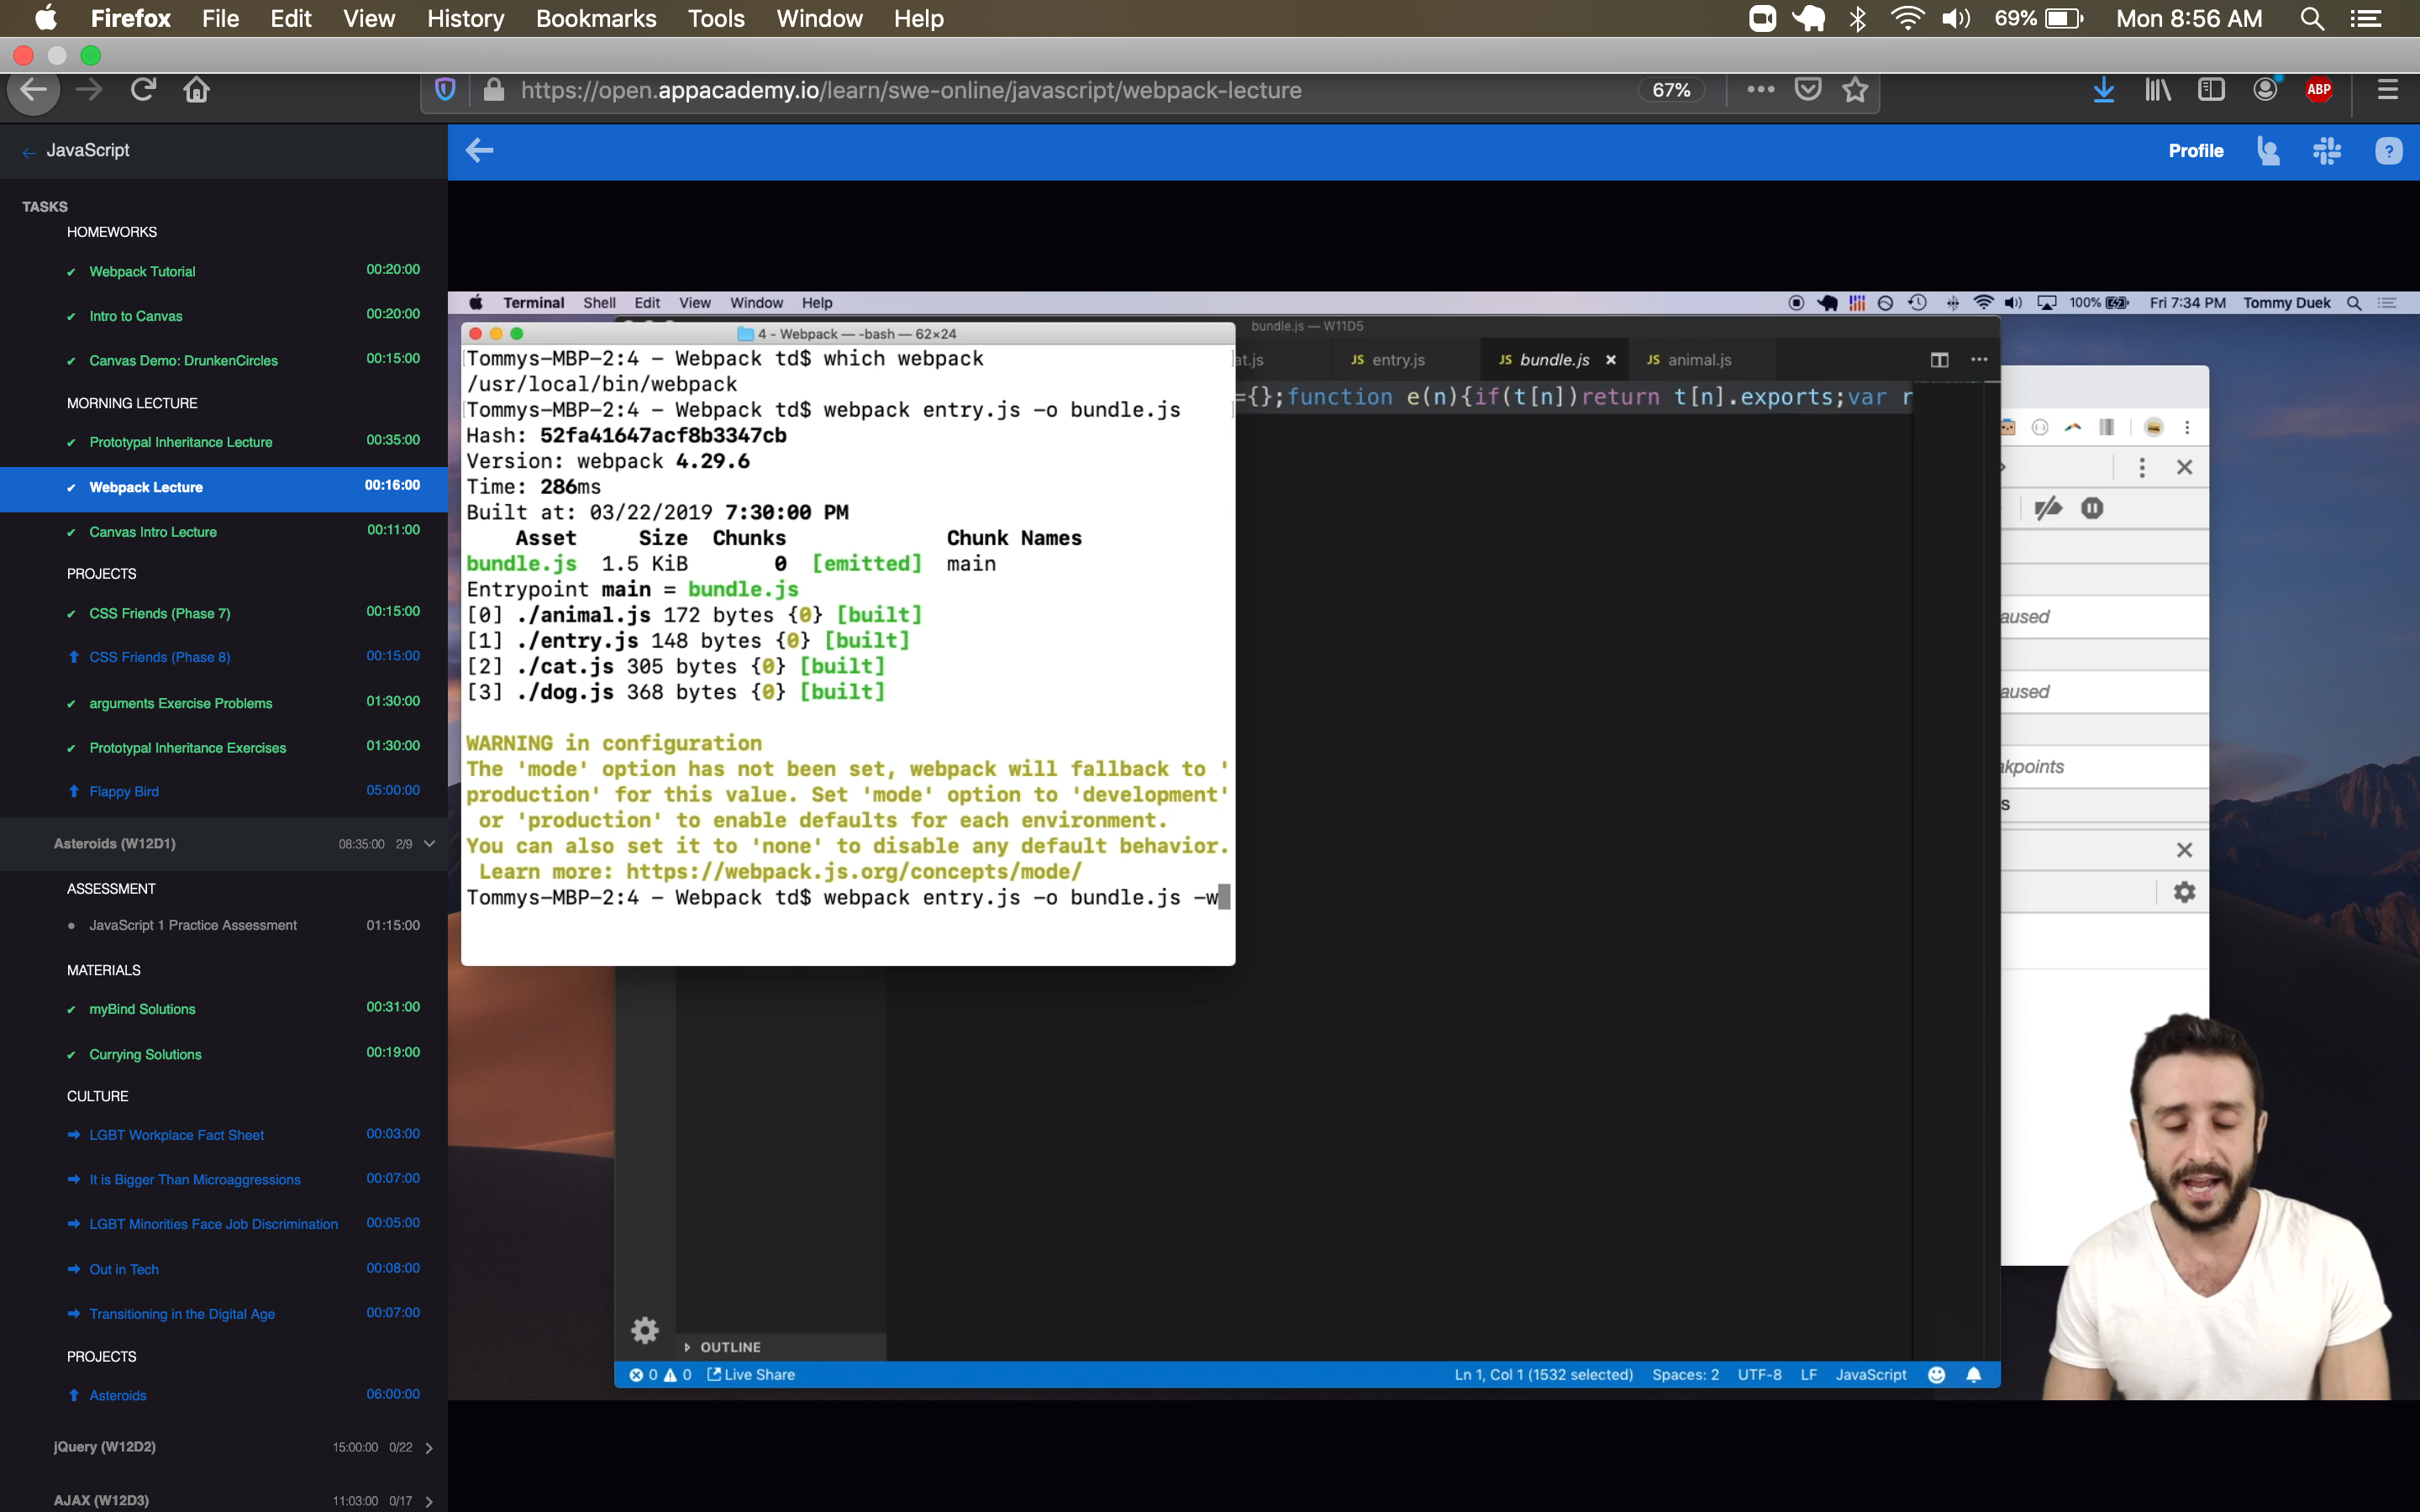 Firefox File Edit View History Bookmarks Tools Window Help 69% Mon 8:56 AM
https://open.appacademy.io/learn/swe-online/javascript/webpack-lecture 67% ABP
← JavaScript
Profile
TASKS
HOMEWORKS
Webpack Tutorial 00:20:00
Intro to Canvas 00:20:00
Canvas Demo: DrunkenCircles 00:15:00
MORNING LECTURE
Prototypal Inheritance Lecture 00:35:00
Webpack Lecture 00:16:00
Canvas Intro Lecture 00:11:00
PROJECTS
CSS Friends (Phase 7) 00:15:00
CSS Friends (Phase 8) 00:15:00
arguments Exercise Problems 01:30:00
Prototypal Inheritance Exercises 01:30:00
Flappy Bird 05:00:00
Asteroids (W12D1) 08:35:00 2/9
ASSESSMENT
JavaScript 1 Practice Assessment 01:15:00
MATERIALS
myBind Solutions 00:31:00
Currying Solutions 00:19:00
CULTURE
LGBT Workplace Fact Sheet 00:03:00
It is Bigger Than Microaggressions 00:07:00
LGBT Minorities Face Job Discrimination 00:05:00
Out in Tech 00:08:00
Transitioning in the Digital Age 00:07:00
PROJECTS
Asteroids 06:00:00
jQuery (W12D2) 15:00:00 0/22
AJAX (W12D3) 11:03:00 0/17
Terminal Shell Edit View Window Help 100% Fri 7:34 PM Tommy Duek
4 - Webpack — -bash — 62×24
Tommys-MBP-2:4 - Webpack td$ which webpack
/usr/local/bin/webpack
Tommys-MBP-2:4 - Webpack td$ webpack entry.js -o bundle.js
Hash: 52fa41647acf8b3347cb
Version: webpack 4.29.6
Time: 286ms
Built at: 03/22/2019 7:30:00 PM
Asset Size Chunks Chunk Names
bundle.js 1.5 KiB 0 [emitted] main
Entrypoint main = bundle.js
[0] ./animal.js 172 bytes {0} [built]
[1] ./entry.js 148 bytes {0} [built]
[2] ./cat.js 305 bytes {0} [built]
[3] ./dog.js 368 bytes {0} [built]
WARNING in configuration
The 'mode' option has not been set, webpack will fallback to '
production' for this value. Set 'mode' option to 'development'
or 'production' to enable defaults for each environment.
You can also set it to 'none' to disable any default behavior.
Learn more: https://webpack.js.org/concepts/mode/
Tommys-MBP-2:4 - Webpack td$ webpack entry.js -o bundle.js -w
bundle.js — W11D5
at.js JS entry.js JS bundle.js JS animal.js
={};function e(n){if(t[n])return t[n].exports;var r
aused
aused
akpoints
s
OUTLINE
0 0 Live Share Ln 1, Col 1 (1532 selected) Spaces: 2 UTF-8 LF JavaScript